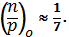 (n/p)ₒ ≈ 1/7.